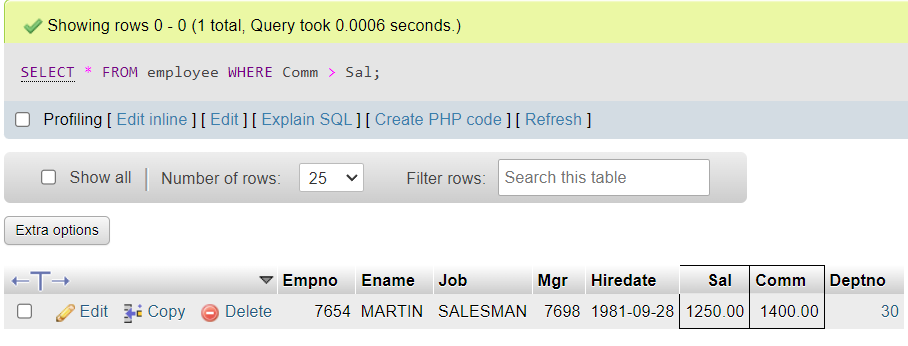 Showing rows 0 - 0 (1 total, Query took 0.0006 seconds.)
SELECT * FROM employee WHERE Comm > Sal;
Profiling [ Edit inline ] [ Edit ] [ Explain SQL ] [ Create PHP code ] [ Refresh ]
Show all Number of rows: 25 Filter rows: Search this table
Extra options
Empno Ename Job Mgr Hiredate Sal Comm Deptno
Edit Copy Delete 7654 MARTIN SALESMAN 7698 1981-09-28 1250.00 1400.00 30